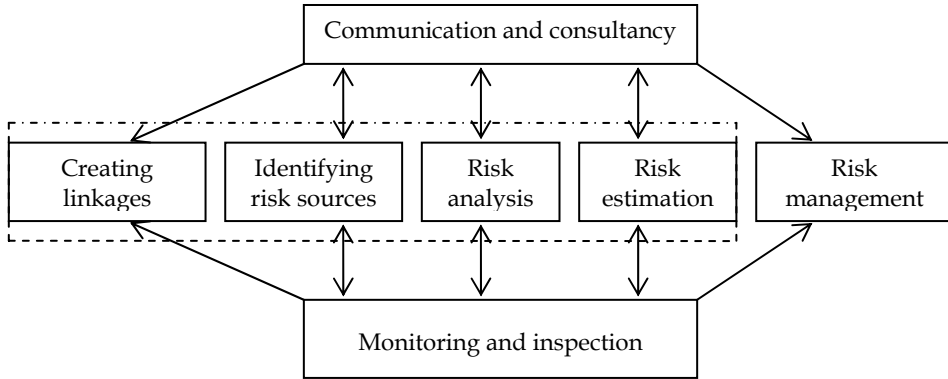 Communication and consultancy
Creating
linkages
Identifying
risk sources
Risk
analysis
Risk
estimation
Risk
management
Monitoring and inspection